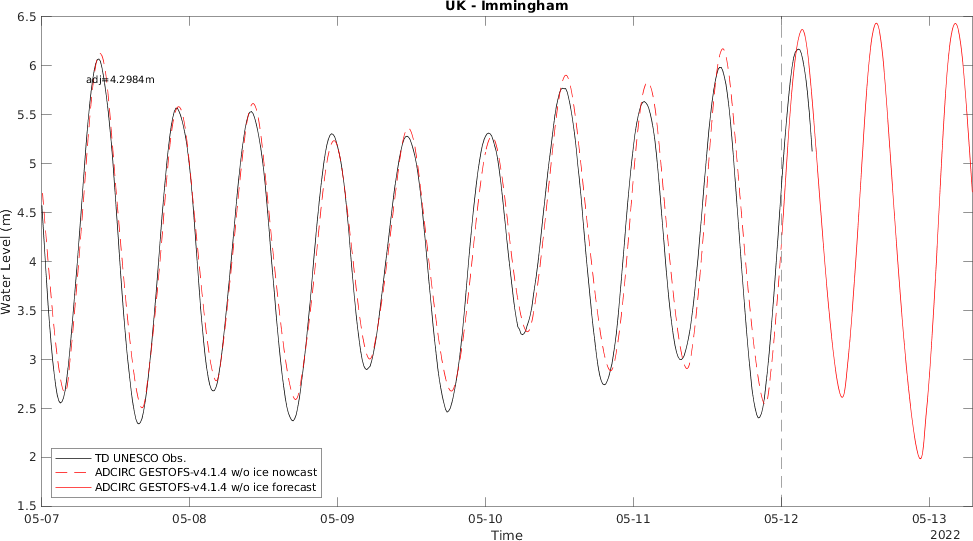 UK - Immingham
6.5
6
5.5
5
4.5
4
3.5
3
2.5
2
1.5
Water Level (m)
adj=4.2984m
TD UNESCO Obs.
ADCIRC GESTOFS-v4.1.4 w/o ice nowcast
ADCIRC GESTOFS-v4.1.4 w/o ice forecast
05-07 05-08 05-09 05-10 05-11 05-12 05-13
Time
2022